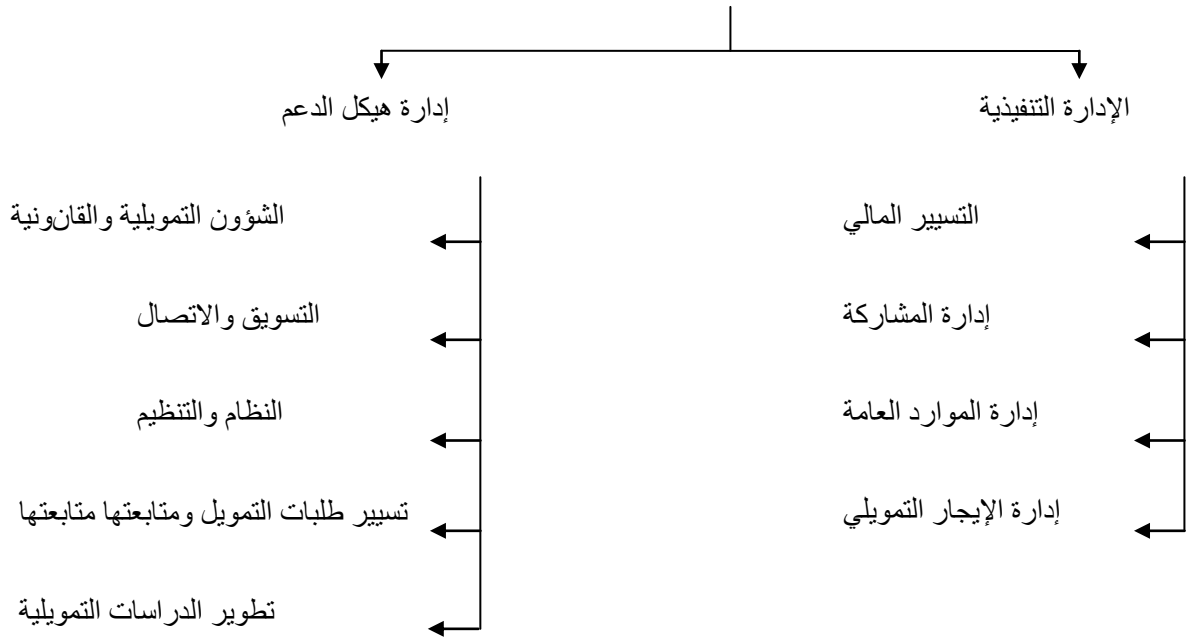 الإدارة التنفيذية
إدارة هيكل الدعم
التسيير المالي
الشؤون التمويلية والقانونية
إدارة المشاركة
التسويق والاتصال
إدارة الموارد العامة
النظام والتنظيم
إدارة الإيجار التمويلي
تسيير طلبات التمويل ومتابعتها متابعتها
تطوير الدراسات التمويلية